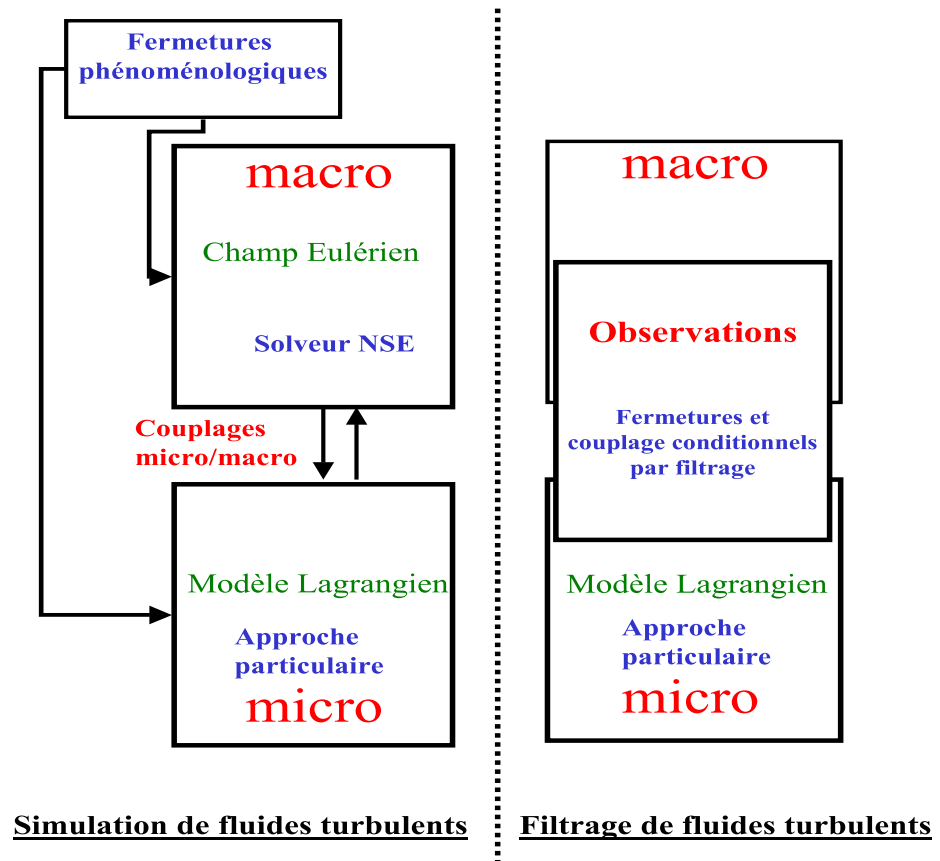 Fermetures
phénoménologiques
macro
Champ Eulérien
Solveur NSE
Couplages
micro/macro
Modèle Lagrangien
Approche
particulaire
micro
Simulation de fluides turbulents
macro
Observations
Fermetures et
couplage conditionnels
par filtrage
Modèle Lagrangien
Approche
particulaire
micro
Filtrage de fluides turbulents